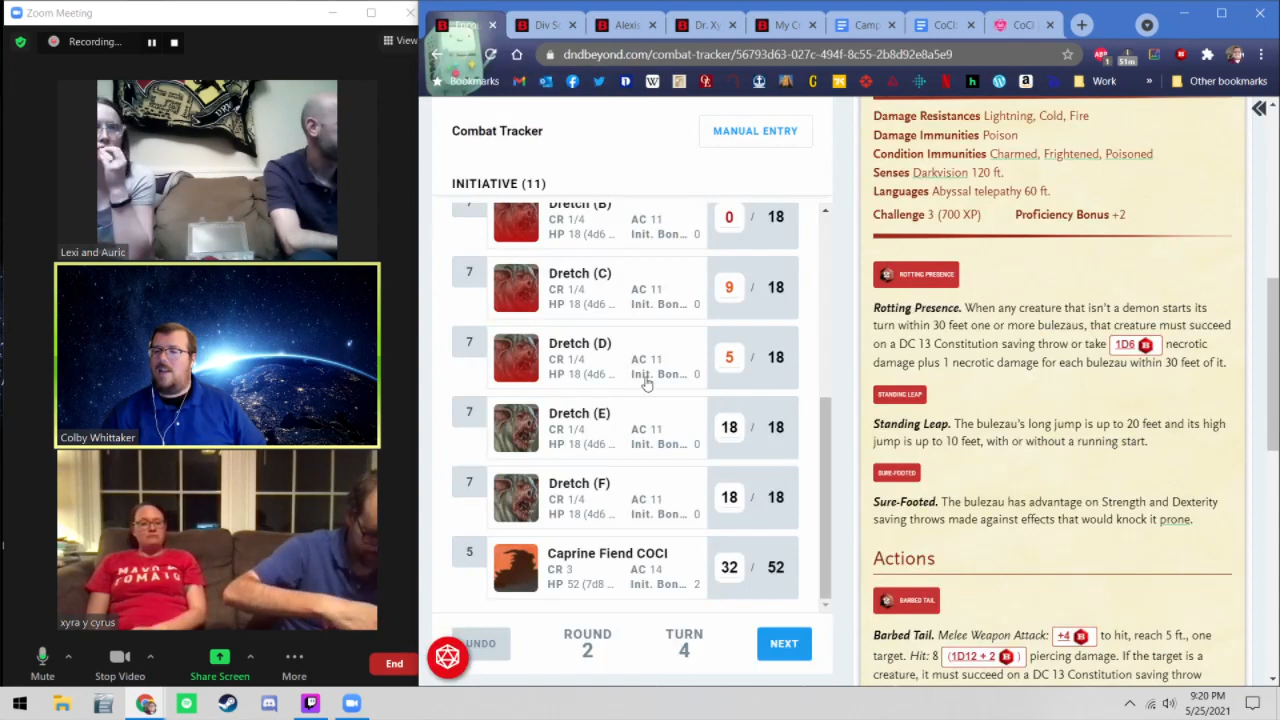 Zoom Meeting
Recording...
View
Lexi and Auric
Colby Whittaker
MAYO &
TOMATO
xyra y cyrus
Mute
Stop Video
Share Screen
More
End
Div S
Alexis
Div
My C
Cam
CoCI
CoCI
dndbeyond.com/combat-tracker/56793d63-027c-494f-8c55-2b8d92e8a5e9
1
51m
Bookmarks
Work
»
Other bookmarks
Combat Tracker
MANUAL ENTRY
INITIATIVE (11)
7
Dretch (B)
CR 1/4
AC 11
HP 18 (4d6 ...
Init. Bon... 0
0 / 18
7
Dretch (C)
CR 1/4
AC 11
HP 18 (4d6 ...
Init. Bon... 0
9 / 18
7
Dretch (D)
CR 1/4
AC 11
HP 18 (4d6 ...
Init. Bon... 0
5 / 18
7
Dretch (E)
CR 1/4
AC 11
HP 18 (4d6 ...
Init. Bon... 0
18 / 18
7
Dretch (F)
CR 1/4
AC 11
HP 18 (4d6 ...
Init. Bon... 0
18 / 18
5
Caprine Fiend COCI
CR 3
AC 14
HP 52 (7d8 ...
Init. Bon... 2
32 / 52
UNDO
ROUND
2
TURN
4
NEXT
Damage Resistances Lightning, Cold, Fire
Damage Immunities Poison
Condition Immunities Charmed, Frightened, Poisoned
Senses Darkvision 120 ft.
Languages Abyssal telepathy 60 ft.
Challenge 3 (700 XP) Proficiency Bonus +2
ROTTING PRESENCE
Rotting Presence. When any creature that isn't a demon starts its
turn within 30 feet one or more bulezaus, that creature must succeed
on a DC 13 Constitution saving throw or take 1D6 necrotic
damage plus 1 necrotic damage for each bulezau within 30 feet of it.
STANDING LEAP
Standing Leap. The bulezau's long jump is up to 20 feet and its high
jump is up to 10 feet, with or without a running start.
SURE-FOOTED
Sure-Footed. The bulezau has advantage on Strength and Dexterity
saving throws made against effects that would knock it prone.
Actions
BARBED TAIL
Barbed Tail. Melee Weapon Attack: +4 to hit, reach 5 ft., one
target. Hit: 8 (1D12 + 2 ) piercing damage. If the target is a
creature, it must succeed on a DC 13 Constitution saving throw
9:20 PM
5/25/2021